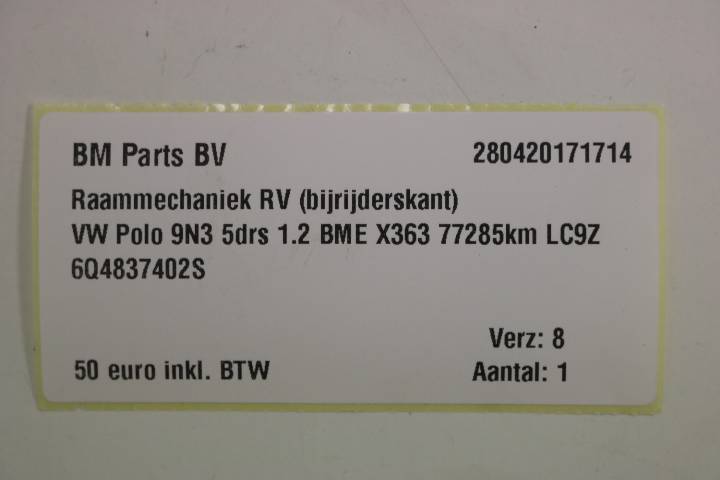 BM Parts BV 280420171714
Raammechaniek RV (bijrijderskant)
VW Polo 9N3 5drs 1.2 BME X363 77285km LC9Z
6Q4837402S
Verz: 8
50 euro inkl. BTW Aantal: 1